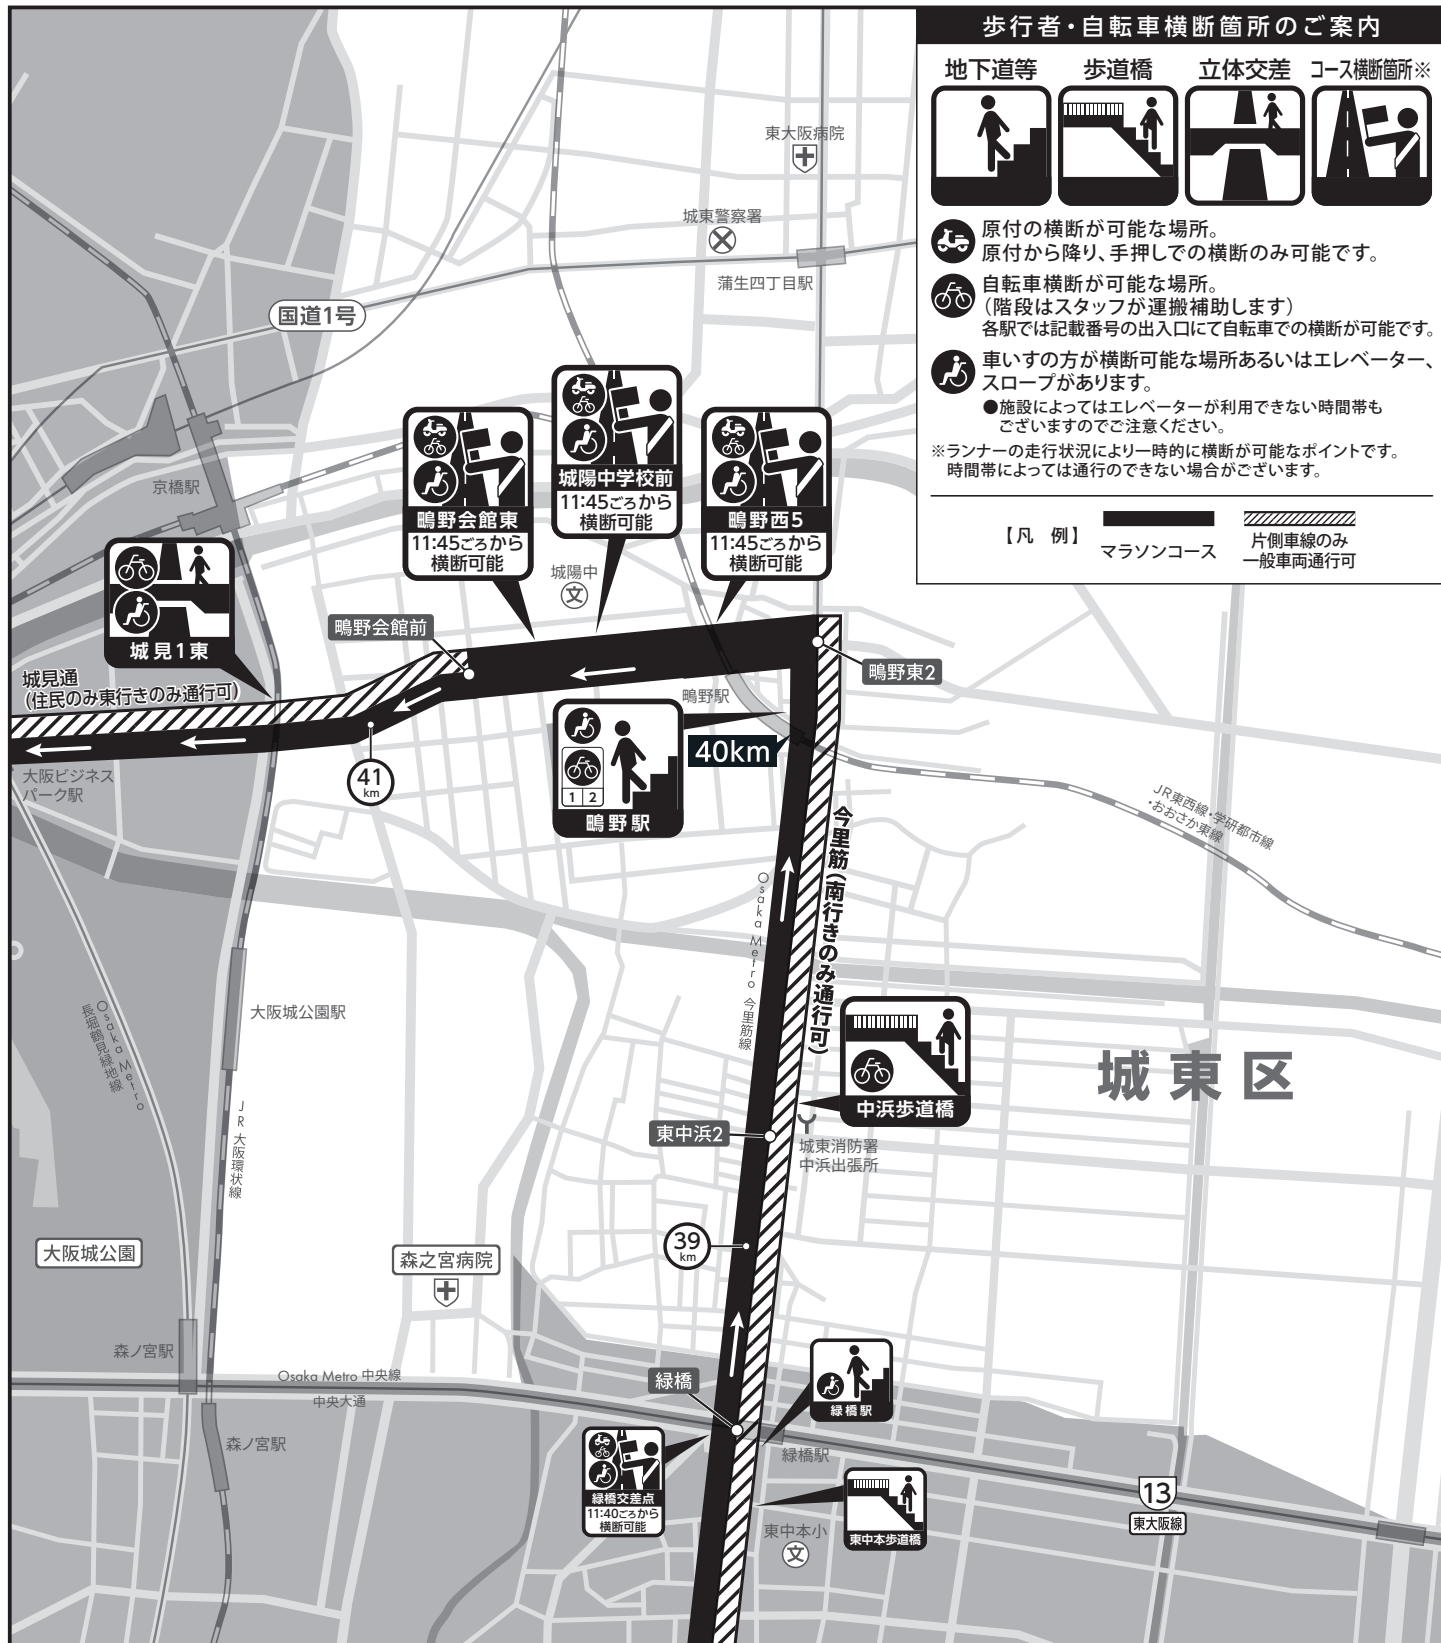 歩行者・自転車横断箇所のご案内
地下道等
歩道橋
立体交差
コース横断箇所※
原付の横断が可能な場所。
原付から降り、手押しでの横断のみ可能です。
自転車横断が可能な場所。
(階段はスタッフが運搬補助します)
各駅では記載番号の出入口にて自転車での横断が可能です。
車いすの方が横断可能な場所あるいはエレベーター、
スロープがあります。
●施設によってはエレベーターが利用できない時間帯も
ございますのでご注意ください。
※ランナーの走行状況により一時的に横断が可能なポイントです。
時間帯によっては通行のできない場合がございます。
【凡 例】
マラソンコース
片側車線のみ
一般車両通行可
東大阪病院
城東警察署
蒲生四丁目駅
国道1号
京橋駅
鴫野会館東
11:45ごろから
横断可能
城陽中学校前
11:45ごろから
横断可能
鴫野西5
11:45ごろから
横断可能
城陽中
文
城見1東
鴫野会館前
城見通
(住民のみ東行きのみ通行可)
鴫野東2
鴫野駅
40km
1 2
鴫野駅
41
km
大阪ビジネス
パーク駅
JR東西線・学研都市線
・おおさか東線
今里筋(南行きのみ通行可)
Osaka Metro 今里筋線
大阪城公園駅
Osaka Metro
長堀鶴見緑地線
JR大阪環状線
城東区
中浜歩道橋
東中浜2
城東消防署
中浜出張所
39
km
大阪城公園
森之宮病院
森ノ宮駅
Osaka Metro 中央線
中央大通
森ノ宮駅
緑橋
緑橋駅
緑橋駅
緑橋交差点
11:40ごろから
横断可能
東中本歩道橋
東中本小
文
13
東大阪線